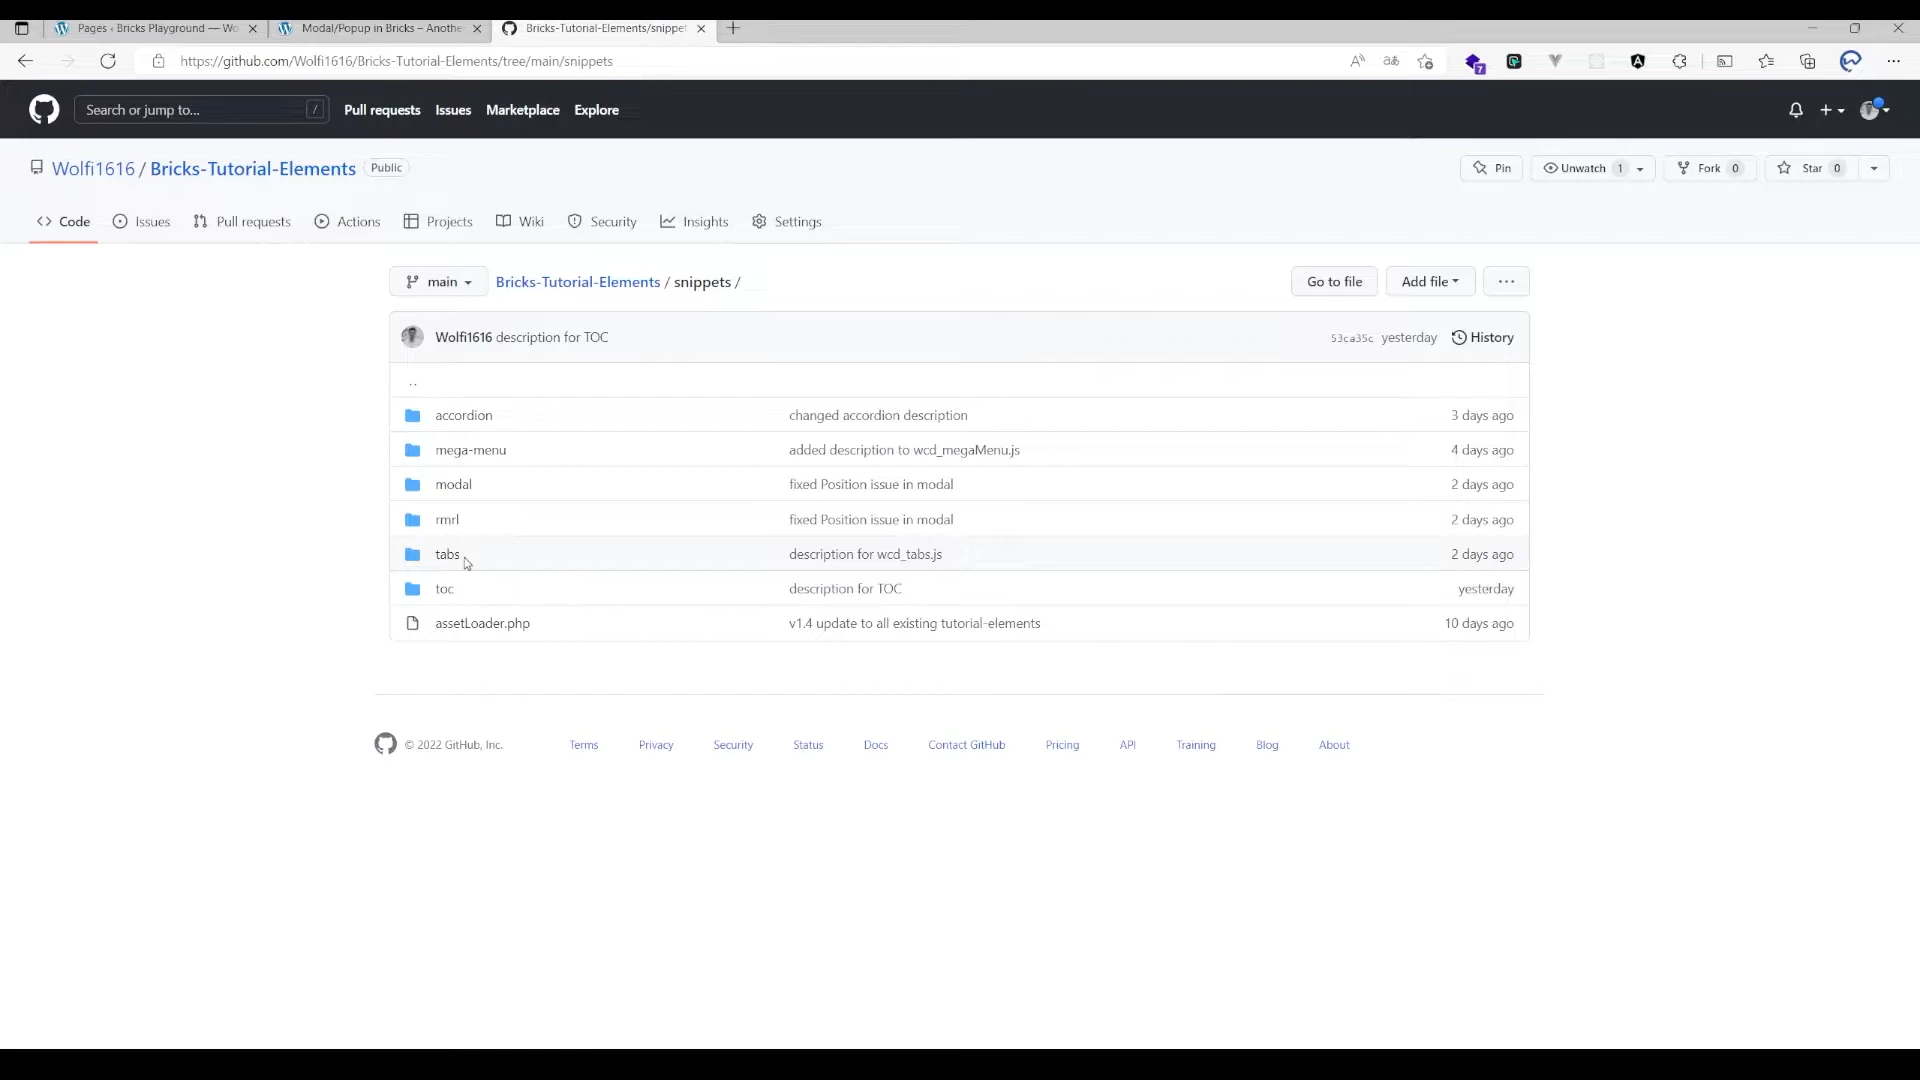 Pages ‹ Bricks Playground — Wo
Modal/Popup in Bricks – Anothe
Bricks-Tutorial-Elements/snippet
https://github.com/Wolfi1616/Bricks-Tutorial-Elements/tree/main/snippets
7
Search or jump to... /
Pull requests Issues Marketplace Explore
Wolfi1616 / Bricks-Tutorial-Elements Public
Pin Unwatch 1 Fork 0 Star 0
Code Issues Pull requests Actions Projects Wiki Security Insights Settings
main Bricks-Tutorial-Elements / snippets / Go to file Add file ...
Wolfi1616 description for TOC 53ca35c yesterday History
..
accordion changed accordion description 3 days ago
mega-menu added description to wcd_megaMenu.js 4 days ago
modal fixed Position issue in modal 2 days ago
rmrl fixed Position issue in modal 2 days ago
tabs description for wcd_tabs.js 2 days ago
toc description for TOC yesterday
assetLoader.php v1.4 update to all existing tutorial-elements 10 days ago
© 2022 GitHub, Inc. Terms Privacy Security Status Docs Contact GitHub Pricing API Training Blog About